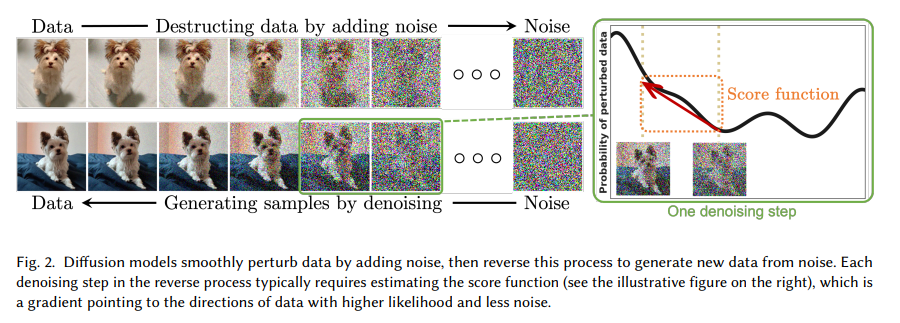 Data
Destructing data by adding noise
Noise
Data
Generating samples by denoising
Noise
Probability of perturbed data
Score function
One denoising step
Fig. 2. Diffusion models smoothly perturb data by adding noise, then reverse this process to generate new data from noise. Each
denoising step in the reverse process typically requires estimating the score function (see the illustrative figure on the right), which is
a gradient pointing to the directions of data with higher likelihood and less noise.